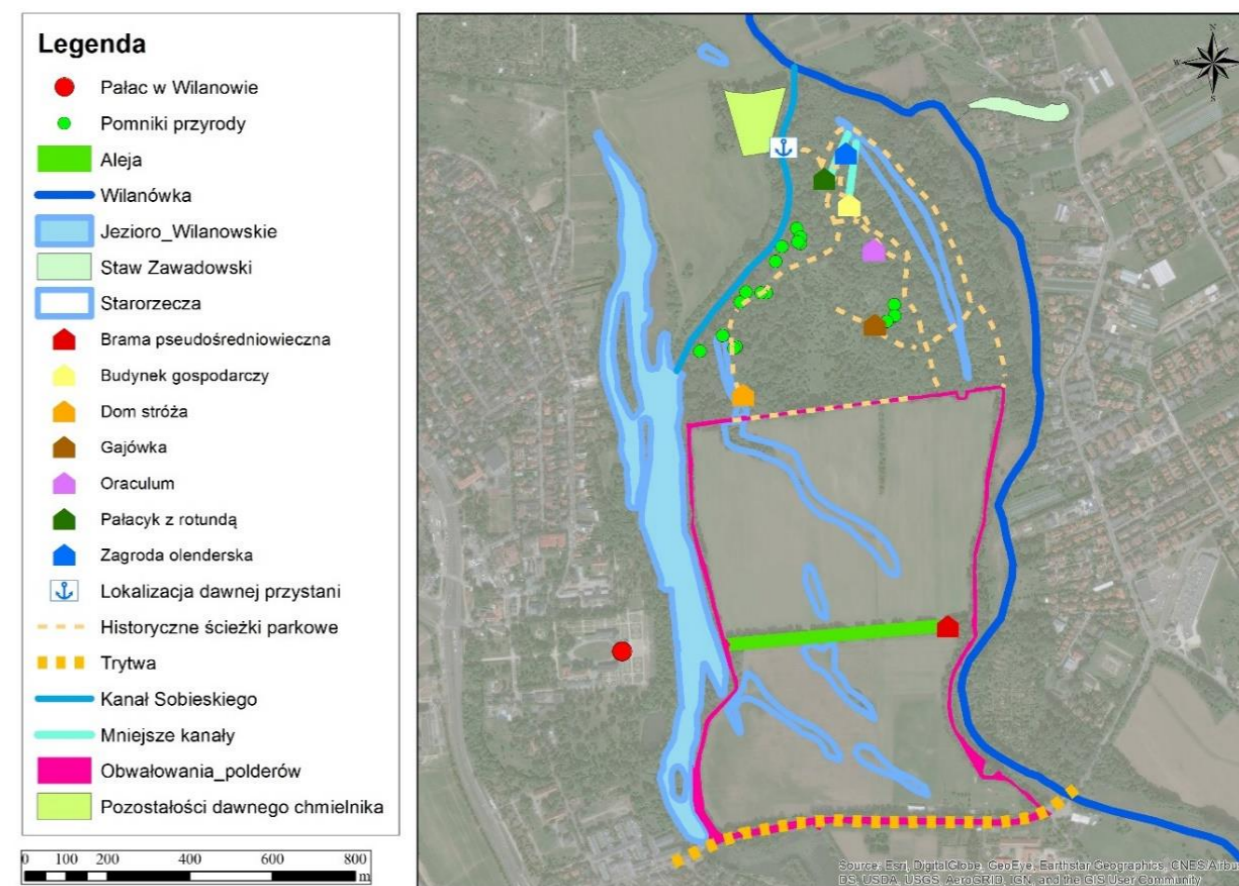 Legenda
Pałac w Wilanowie
Pomniki przyrody
Aleja
Wilanówka
Jezioro_Wilanowskie
Staw Zawadowski
Starorzecza
Brama pseudośredniowieczna
Budynek gospodarczy
Dom stróża
Gajówka
Oraculum
Pałacyk z rotundą
Zagroda olenderska
Lokalizacja dawnej przystani
Historyczne ścieżki parkowe
Trytwa
Kanał Sobieskiego
Mniejsze kanały
Obwałowania_polderów
Pozostałości dawnego chmielnika
0 100 200 400 600 800
m
N
W E
S
Source: Esri, DigitalGlobe, GeoEye, Earthstar Geographics, CNES/Airbu
DS, USDA, USGS, AeroGRID, IGN, and the GIS User Community